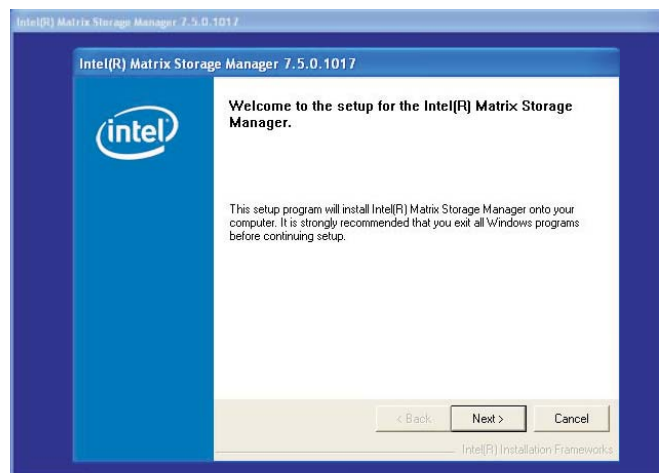 Intel(R) Matrix Storage Manager 7.5.0.1017
Intel(R) Matrix Storage Manager 7.5.0.1017
intel
Welcome to the setup for the Intel(R) Matrix Storage
Manager.
This setup program will install Intel(R) Matrix Storage Manager onto your
computer. It is strongly recommended that you exit all Windows programs
before continuing setup.
< Back
Next >
Cancel
Intel(R) Installation Frameworks